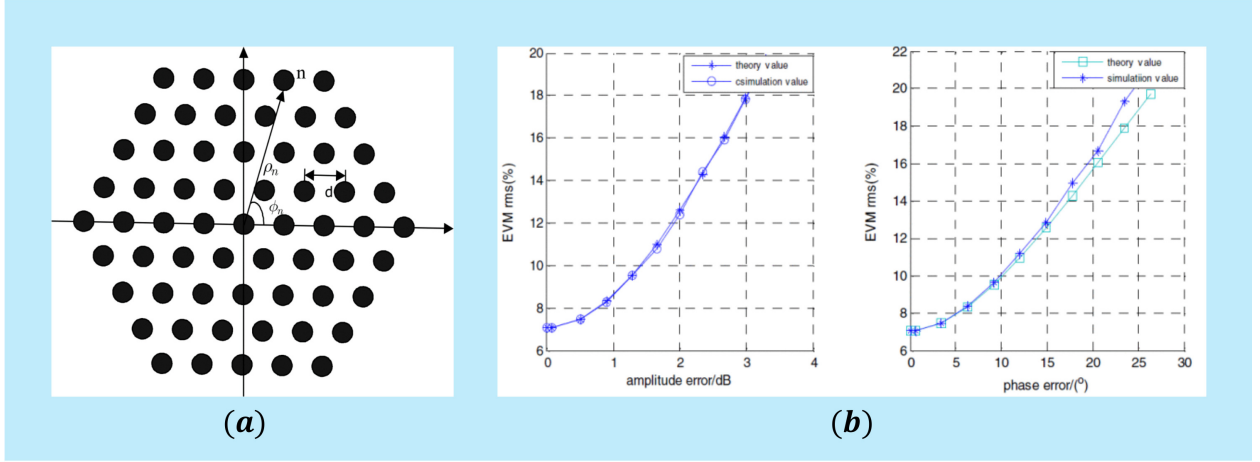 n
ρn
d
ϕn
(a)
20
18
16
14
12
10
8
6
EVM rms(%)
theory value
csimulation value
0 1 2 3 4
amplitude error/dB
22
20
18
16
14
12
10
8
6
EVM rms(%)
theory value
simulatiion value
0 5 10 15 20 25 30
phase error/(o)
(b)